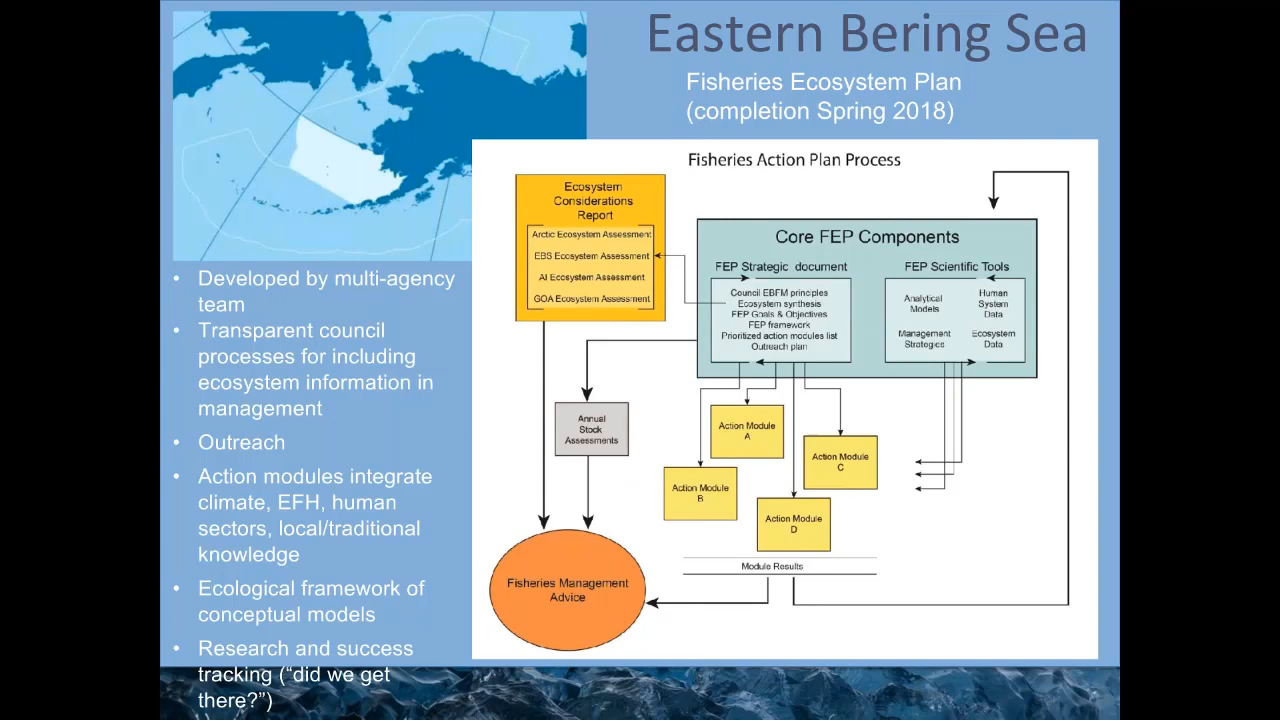 Eastern Bering Sea
Fisheries Ecosystem Plan
(completion Spring 2018)
• Developed by multi-agency
team
• Transparent council
processes for including
ecosystem information in
management
• Outreach
• Action modules integrate
climate, EFH, human
sectors, local/traditional
knowledge
• Ecological framework of
conceptual models
• Research and success
tracking (“did we get
there?”)
Fisheries Action Plan Process
Ecosystem
Considerations
Report
Arctic Ecosystem Assessment
EBS Ecosystem Assessment
AI Ecosystem Assessment
GOA Ecosystem Assessment
Core FEP Components
FEP Strategic document
Council EBFM principles
Ecosystem synthesis
FEP Goals & Objectives
FEP framework
Prioritized action modules list
Outreach plan
FEP Scientific Tools
Analytical
Models
Human
System
Data
Management
Strategies
Ecosystem
Data
Annual
Stock
Assessments
Action Module
A
Action Module
C
Action Module
B
Action Module
D
Module Results
Fisheries Management
Advice